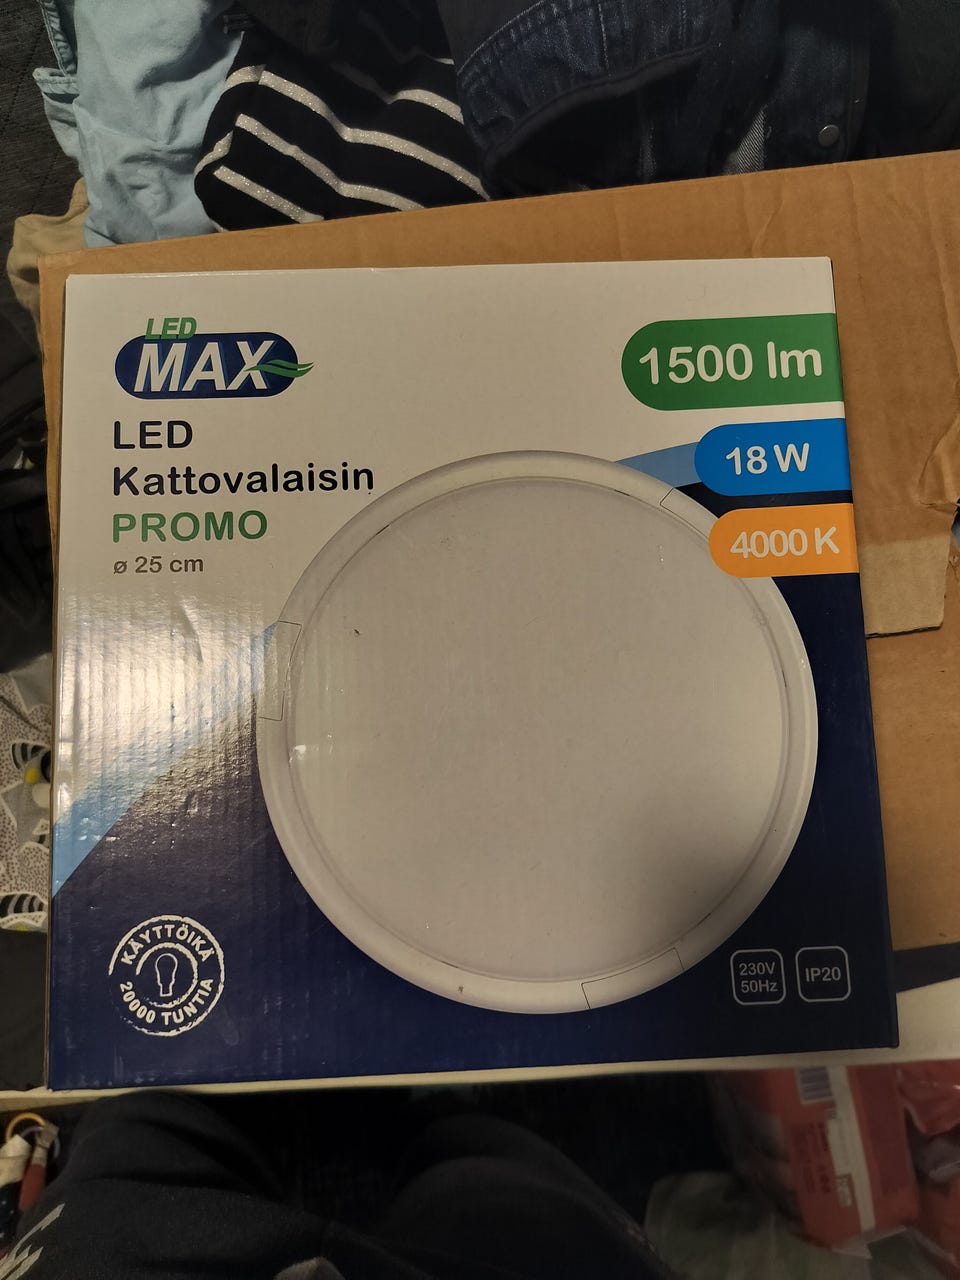 LED
MAX
LED
Kattovalaisin
PROMO
ø 25 cm
1500 lm
18 W
4000 K
KÄYTTÖIKÄ
20000 TUNTIA
230V
50Hz
IP20